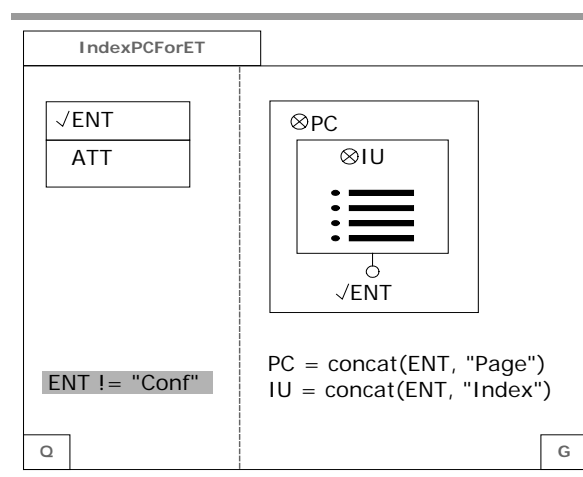 IndexPCForET
√ENT
ATT
⊗PC
⊗IU
√ENT
ENT != "Conf"
PC = concat(ENT, "Page")
IU = concat(ENT, "Index")
Q
G